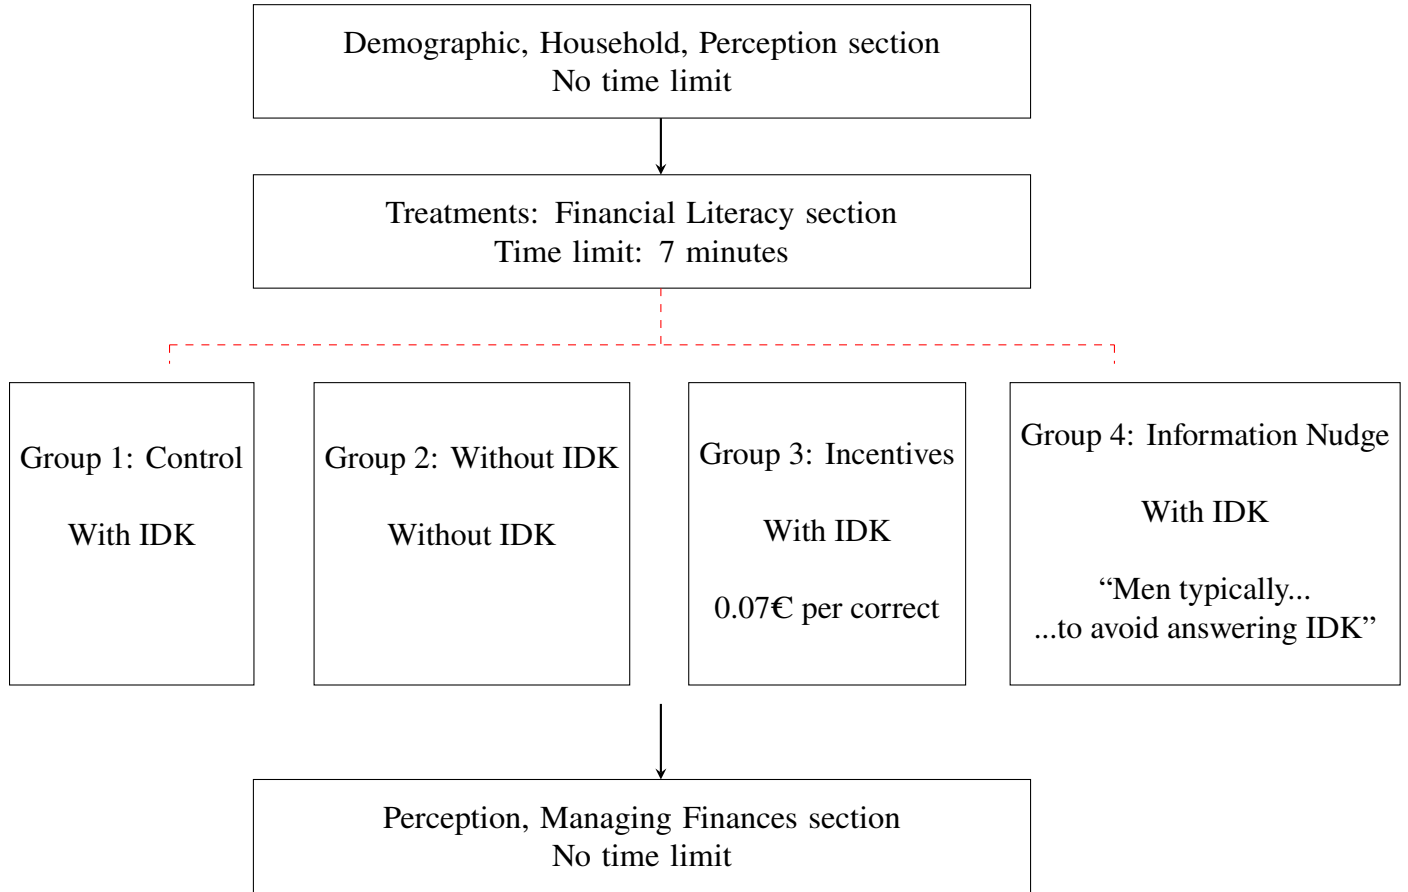 Demographic, Household, Perception section
No time limit
Treatments: Financial Literacy section
Time limit: 7 minutes
Group 1: Control
With IDK
Group 2: Without IDK
Without IDK
Group 3: Incentives
With IDK
0.07€ per correct
Group 4: Information Nudge
With IDK
“Men typically...
...to avoid answering IDK”
Perception, Managing Finances section
No time limit